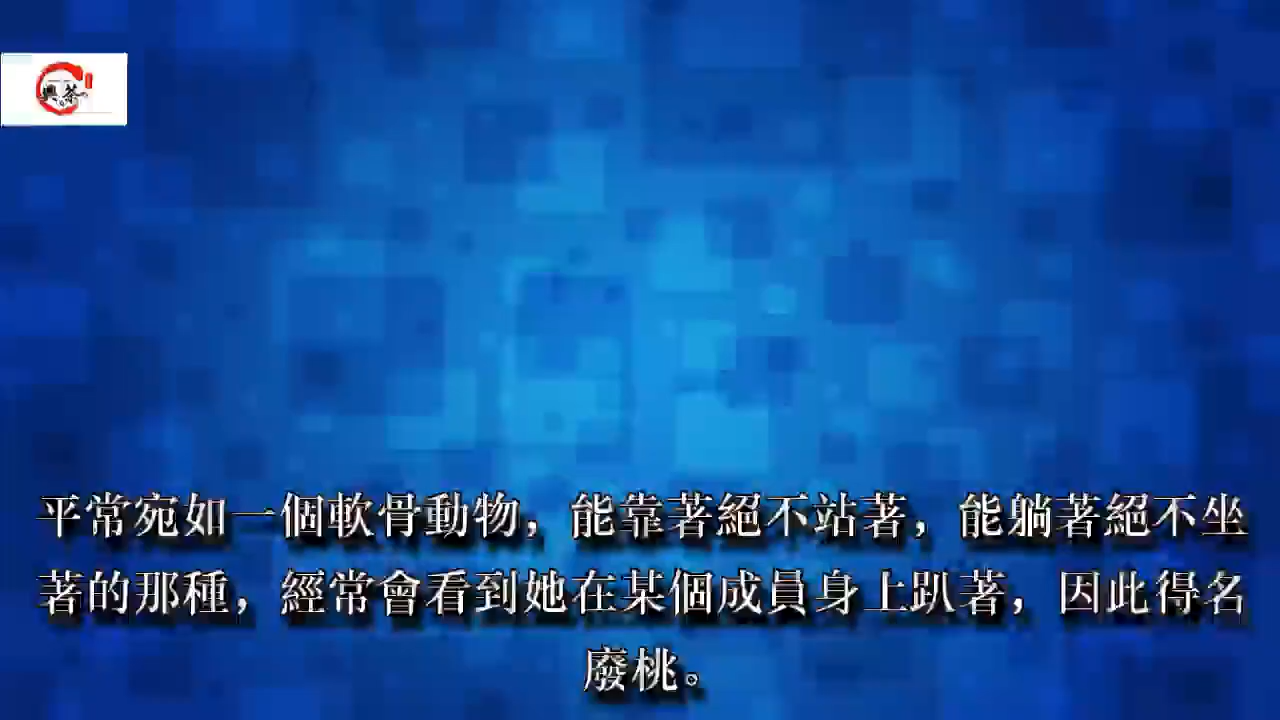 興茶
平常宛如一個軟骨動物，能靠著絕不站著，能躺著絕不坐
著的那種，經常會看到她在某個成員身上趴著，因此得名
廢桃。